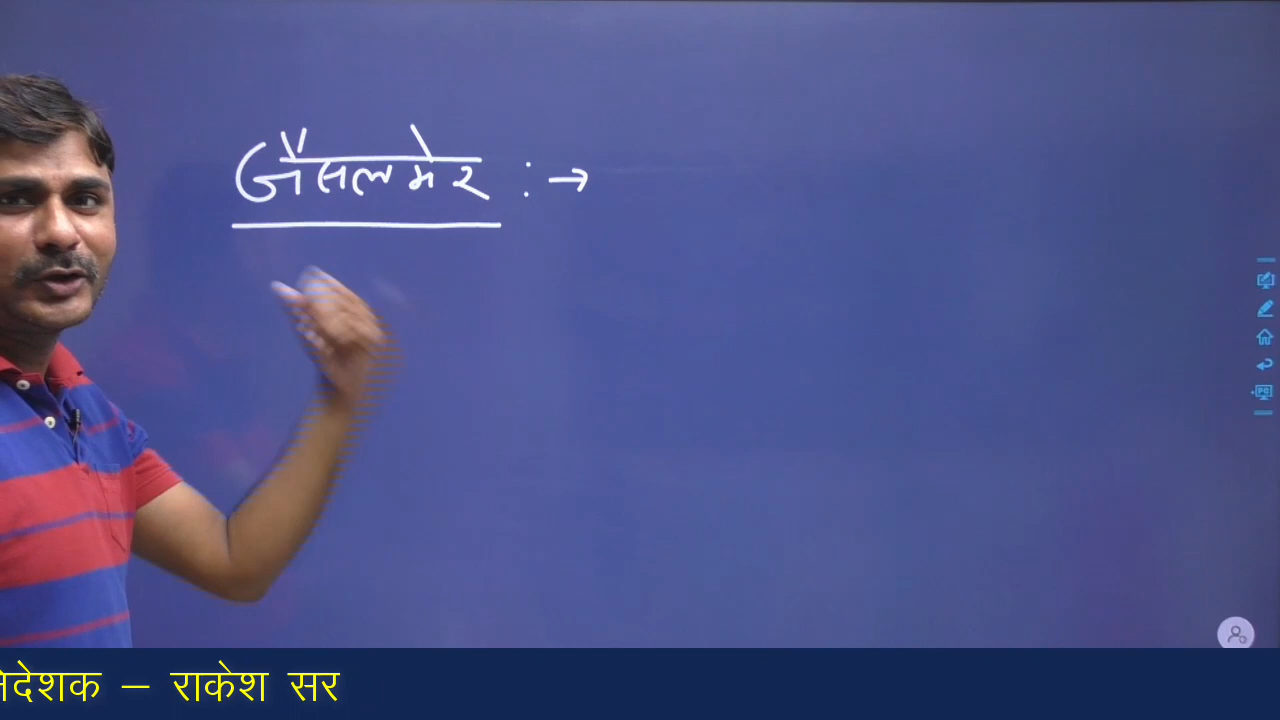 जैसलमेर :→
निदेशक – राकेश सर